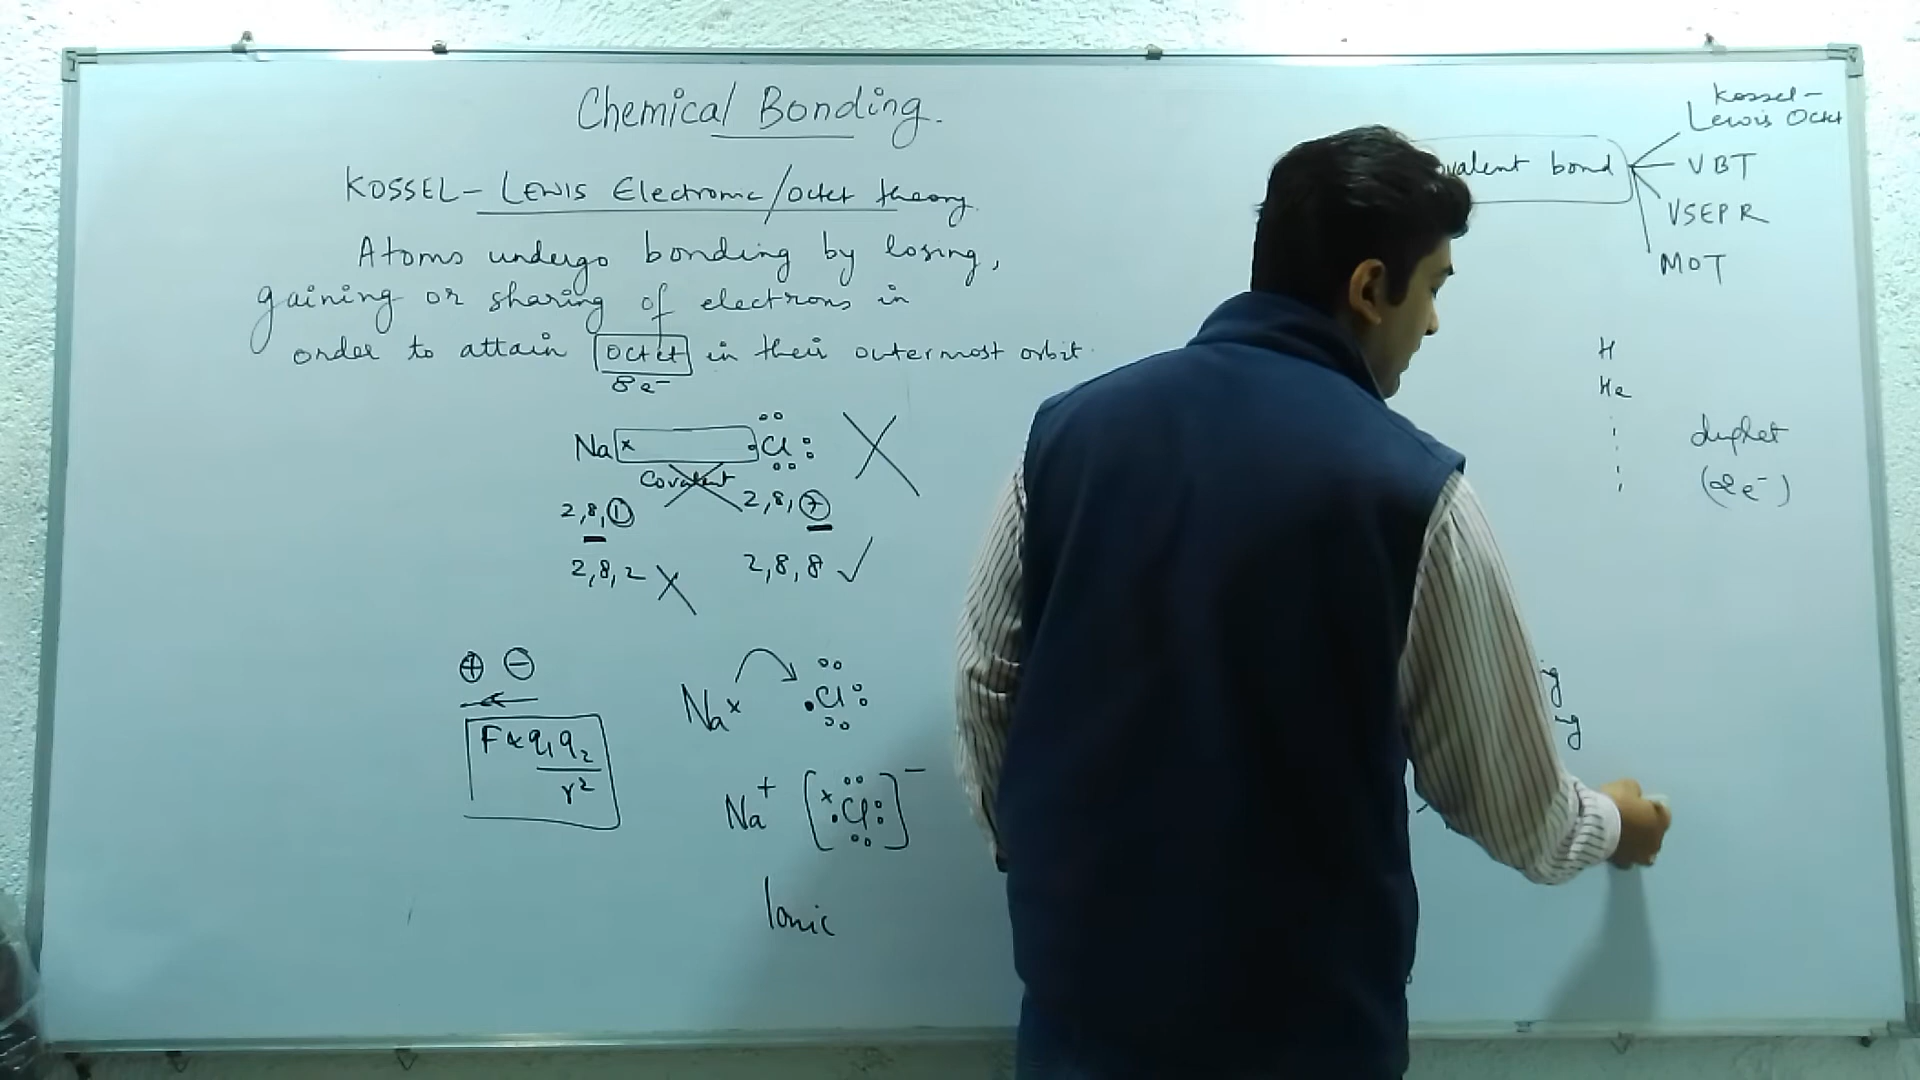 Chemical Bonding.
KOSSEL- LEWIS Electronic/octet theory.
Atoms undergo bonding by losing,
gaining or sharing of electrons in
order to attain octet in their outermost orbit.
8e⁻
Na× .Cl:
Covalent
2,8,1 2,8,7
2,8,2 2,8,8
+ −
F∝q₁q₂
r²
Na× .Cl:
Na⁺ [×.Cl:]⁻
Ionic
Kossel-
Lewis Octet
ovalent bond
VBT
VSEPR
MOT
H
He
duplet
(2e⁻)